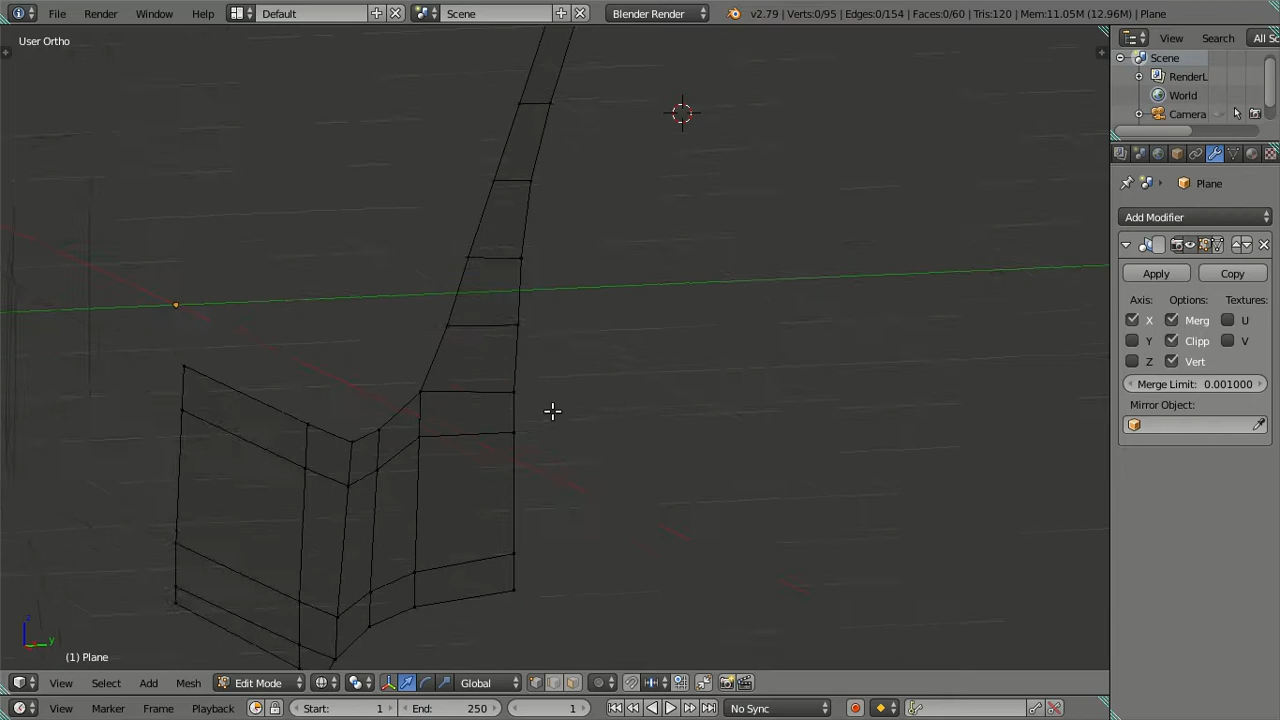 File Render Window Help Default Scene Blender Render v2.79 | Verts:0/95 | Edges:0/154 | Faces:0/60 | Tris:120 | Mem:11.05M (12.96M) | Plane
User Ortho
View Search All Sc
Scene
RenderL
World
Camera
Plane
Add Modifier
Apply Copy
Axis: Options: Textures:
X Merg U
Y Clipp V
Z Vert
Merge Limit: 0.001000
Mirror Object:
z
y
(1) Plane
View Select Add Mesh Edit Mode Global
View Marker Frame Playback Start: 1 End: 250 1 No Sync